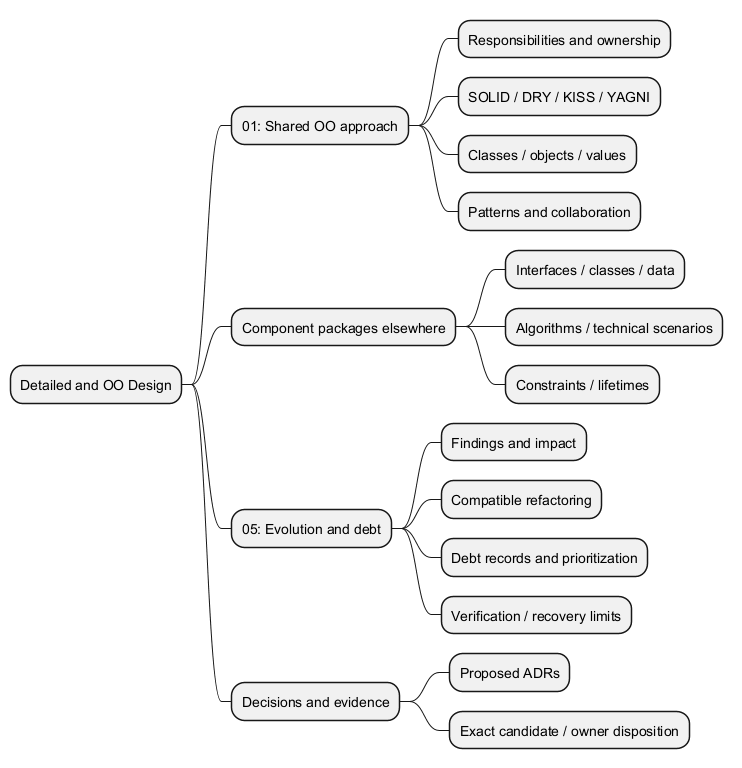 Detailed and OO Design
01: Shared OO approach
Responsibilities and ownership
SOLID / DRY / KISS / YAGNI
Classes / objects / values
Patterns and collaboration
Component packages elsewhere
Interfaces / classes / data
Algorithms / technical scenarios
Constraints / lifetimes
05: Evolution and debt
Findings and impact
Compatible refactoring
Debt records and prioritization
Verification / recovery limits
Decisions and evidence
Proposed ADRs
Exact candidate / owner disposition